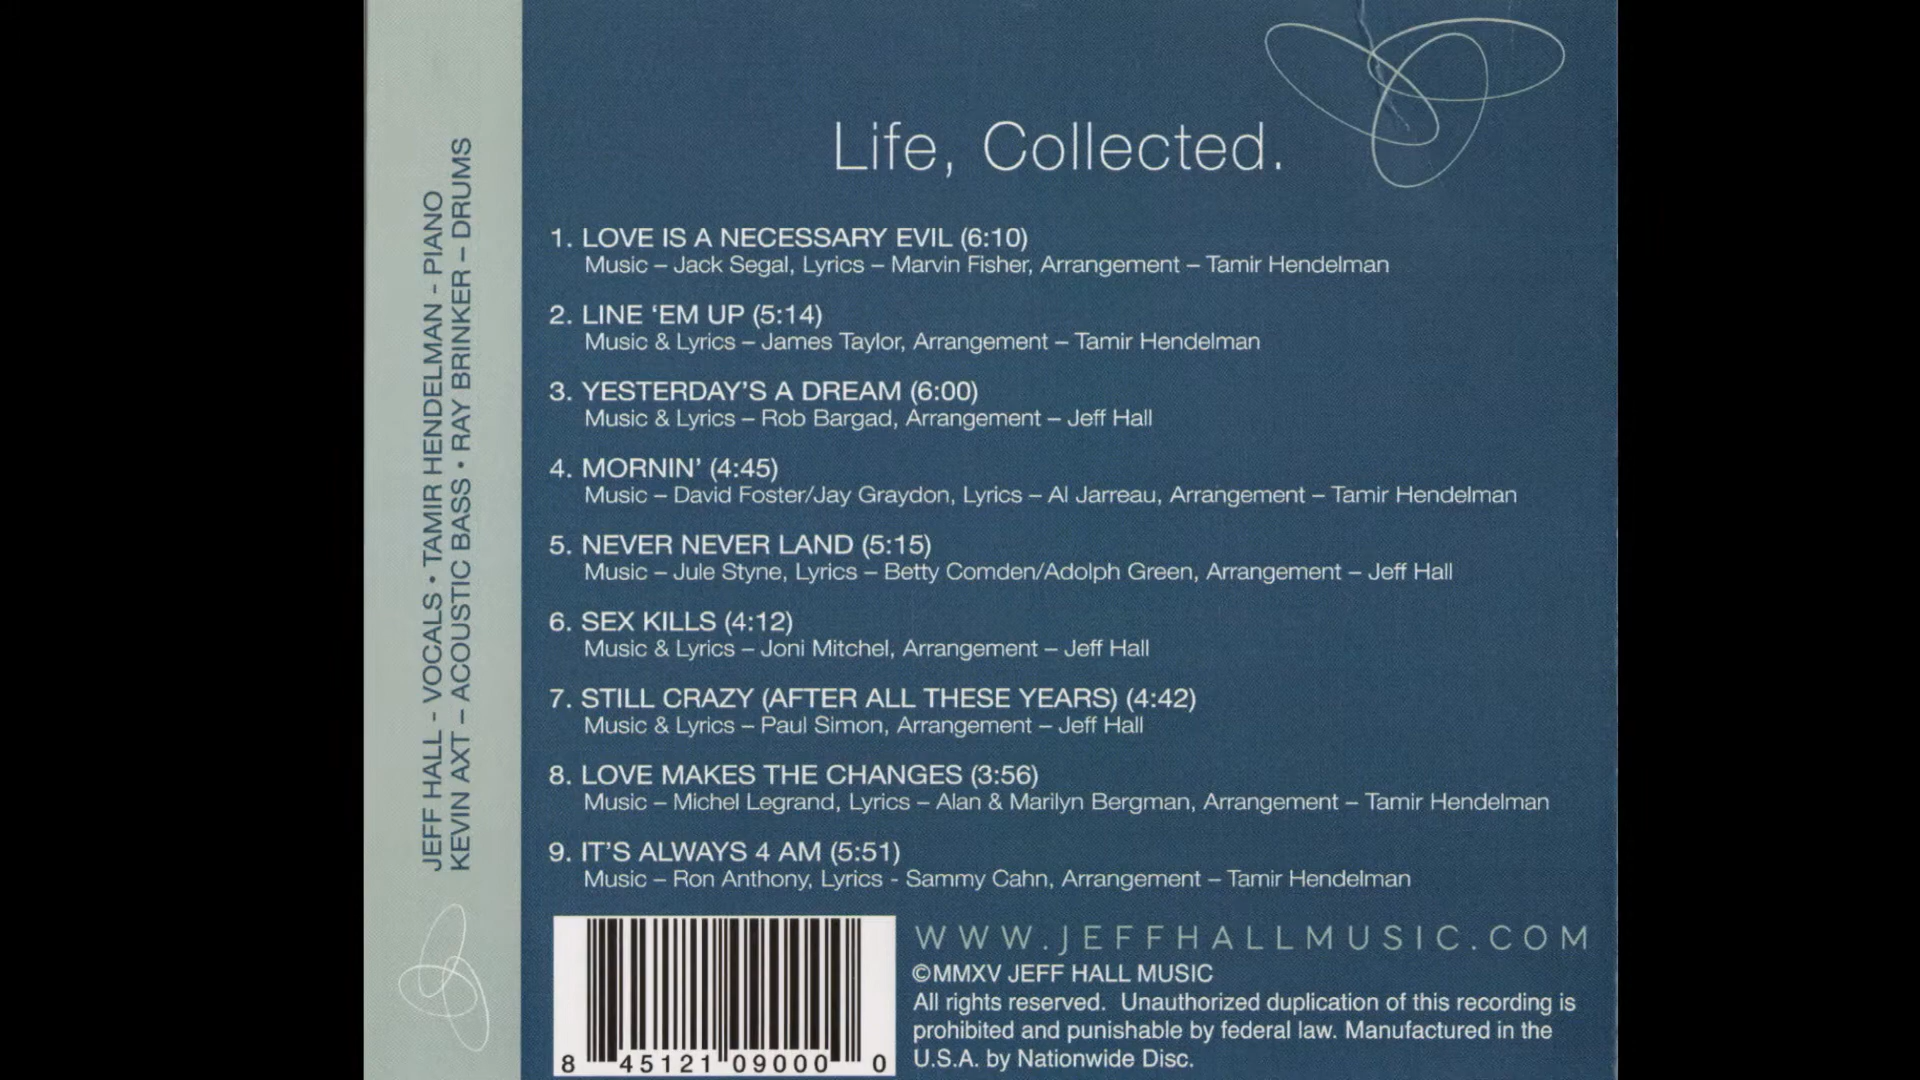 JEFF HALL - VOCALS • TAMIR HENDELMAN - PIANO
KEVIN AXT – ACOUSTIC BASS • RAY BRINKER – DRUMS
Life, Collected.
1. LOVE IS A NECESSARY EVIL (6:10)
Music – Jack Segal, Lyrics – Marvin Fisher, Arrangement – Tamir Hendelman
2. LINE ‘EM UP (5:14)
Music & Lyrics – James Taylor, Arrangement – Tamir Hendelman
3. YESTERDAY’S A DREAM (6:00)
Music & Lyrics – Rob Bargad, Arrangement – Jeff Hall
4. MORNIN’ (4:45)
Music – David Foster/Jay Graydon, Lyrics – Al Jarreau, Arrangement – Tamir Hendelman
5. NEVER NEVER LAND (5:15)
Music – Jule Styne, Lyrics – Betty Comden/Adolph Green, Arrangement – Jeff Hall
6. SEX KILLS (4:12)
Music & Lyrics – Joni Mitchel, Arrangement – Jeff Hall
7. STILL CRAZY (AFTER ALL THESE YEARS) (4:42)
Music & Lyrics – Paul Simon, Arrangement – Jeff Hall
8. LOVE MAKES THE CHANGES (3:56)
Music – Michel Legrand, Lyrics – Alan & Marilyn Bergman, Arrangement – Tamir Hendelman
9. IT’S ALWAYS 4 AM (5:51)
Music – Ron Anthony, Lyrics - Sammy Cahn, Arrangement – Tamir Hendelman
8 45121 09000 0
WWW.JEFFHALLMUSIC.COM
©MMXV JEFF HALL MUSIC
All rights reserved. Unauthorized duplication of this recording is
prohibited and punishable by federal law. Manufactured in the
U.S.A. by Nationwide Disc.